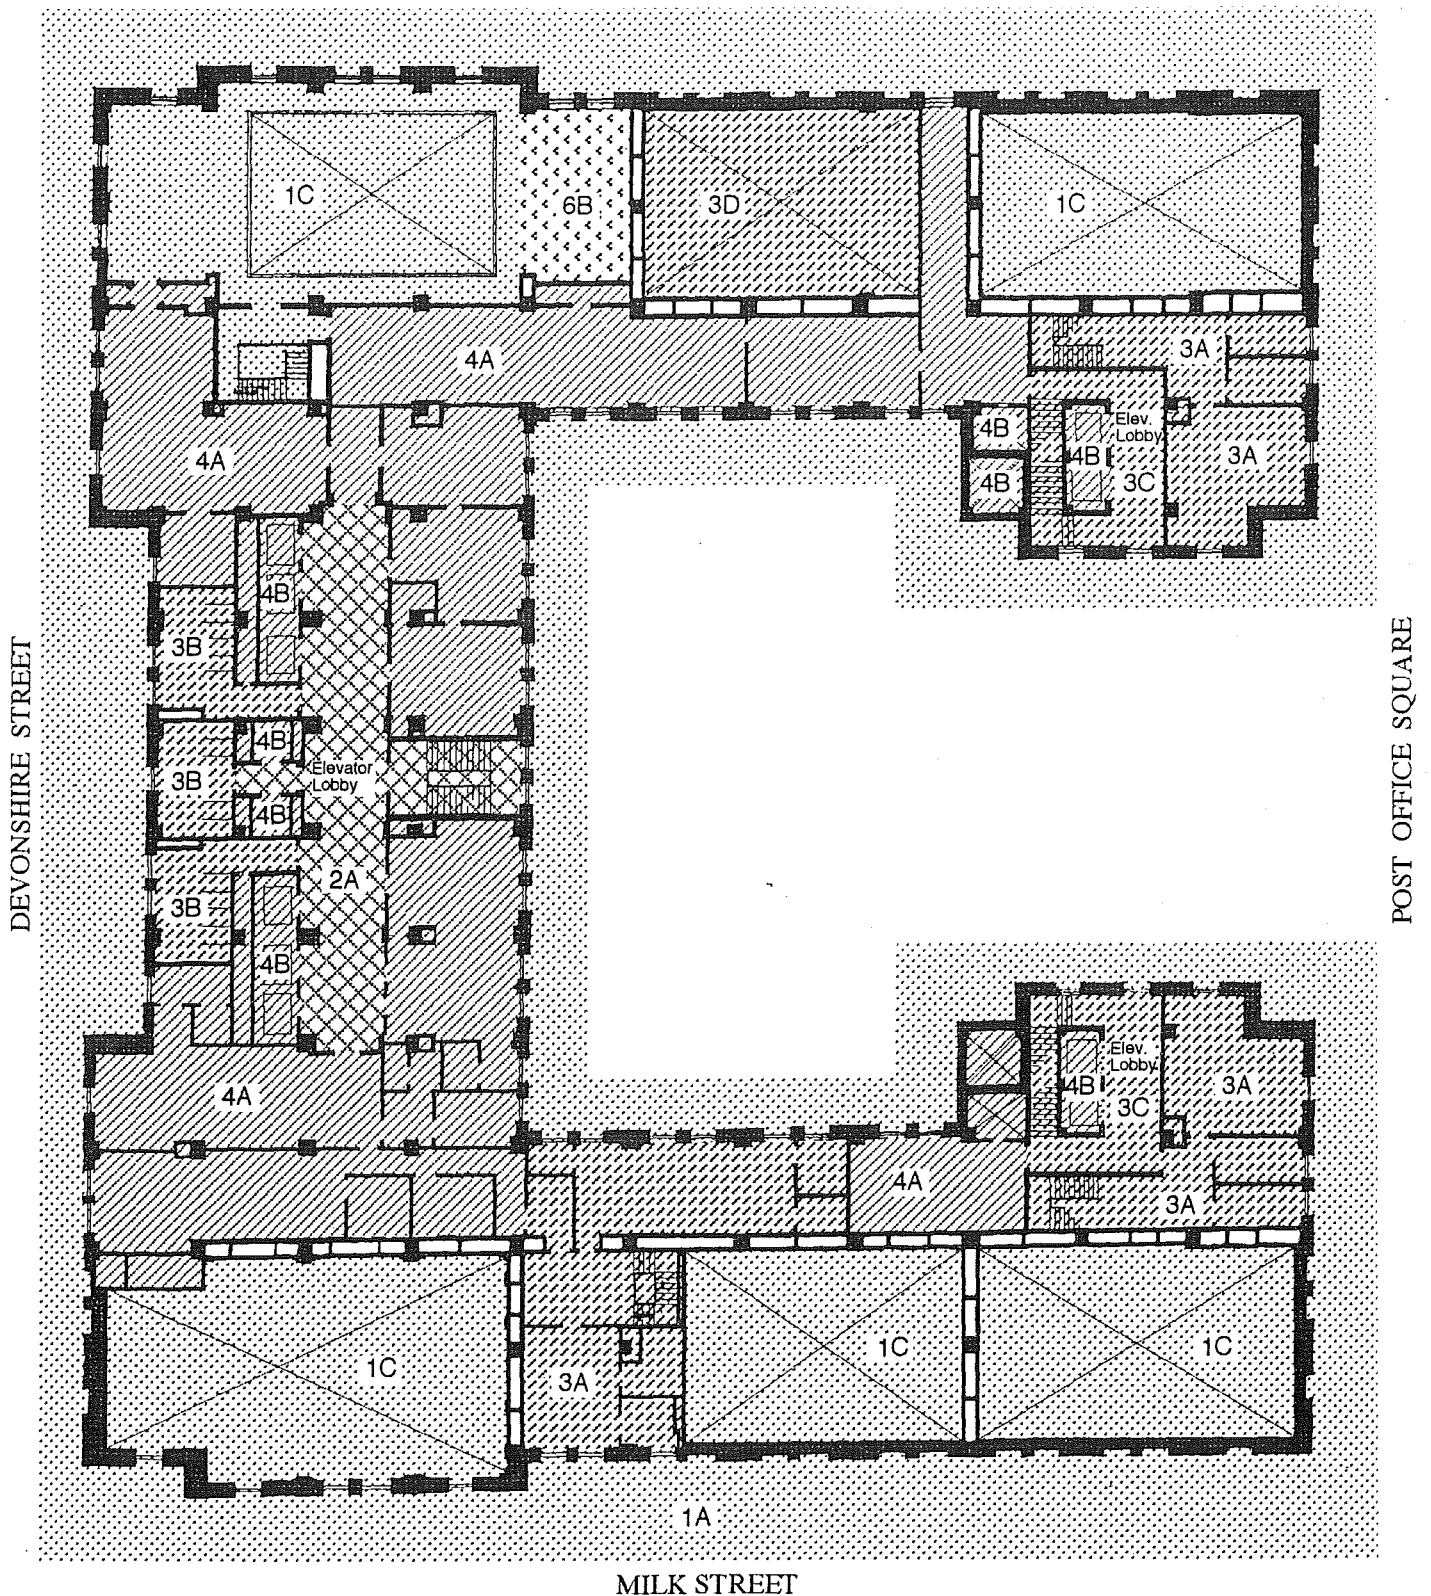 1C
6B
3D
1C
4A
3A
4B
Elev.
Lobby
4A
4B
3A
4B
3C
4B
3B
DEVONSHIRE STREET
POST OFFICE SQUARE
4B
3B
Elevator
Lobby
4B
2A
3B
4B
Elev.
Lobby
4B
3A
4A
3C
4A
3A
1C
1C
1C
3A
1A
MILK STREET